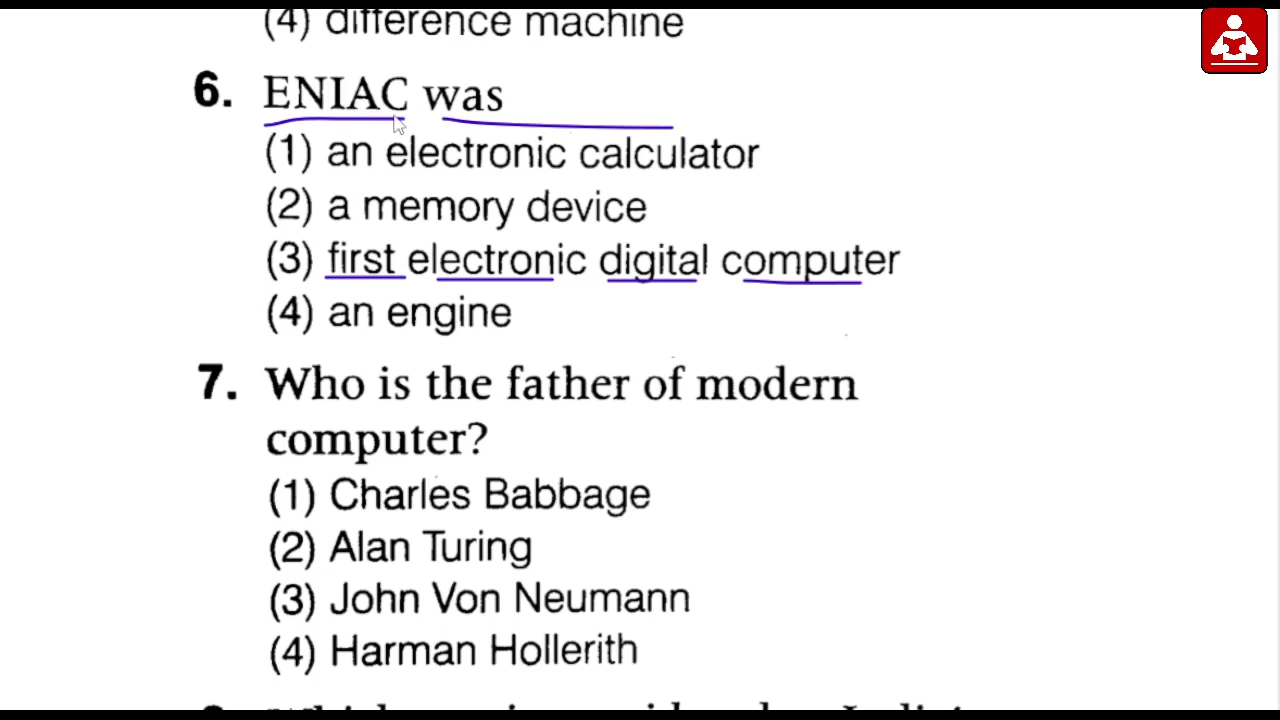 (4) difference machine
6. ENIAC was
(1) an electronic calculator
(2) a memory device
(3) first electronic digital computer
(4) an engine
7. Who is the father of modern
computer?
(1) Charles Babbage
(2) Alan Turing
(3) John Von Neumann
(4) Harman Hollerith